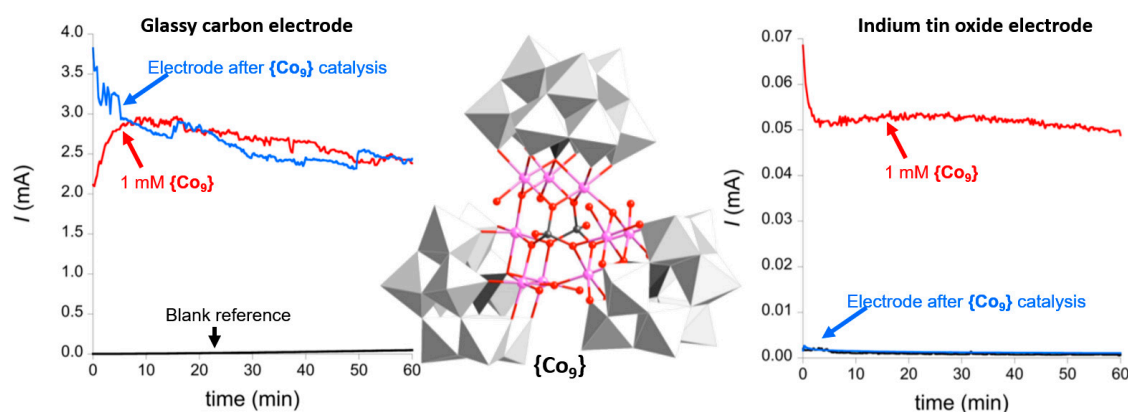 Glassy carbon electrode
4.0
3.5
3.0
2.5
2.0
1.5
1.0
0.5
0.0
I (mA)
Electrode after {Co₉} catalysis
1 mM {Co₉}
Blank reference
0 10 20 30 40 50 60
time (min)
{Co₉}
Indium tin oxide electrode
0.07
0.06
0.05
0.04
0.03
0.02
0.01
0.00
I (mA)
1 mM {Co₉}
Electrode after {Co₉} catalysis
0 10 20 30 40 50 60
time (min)